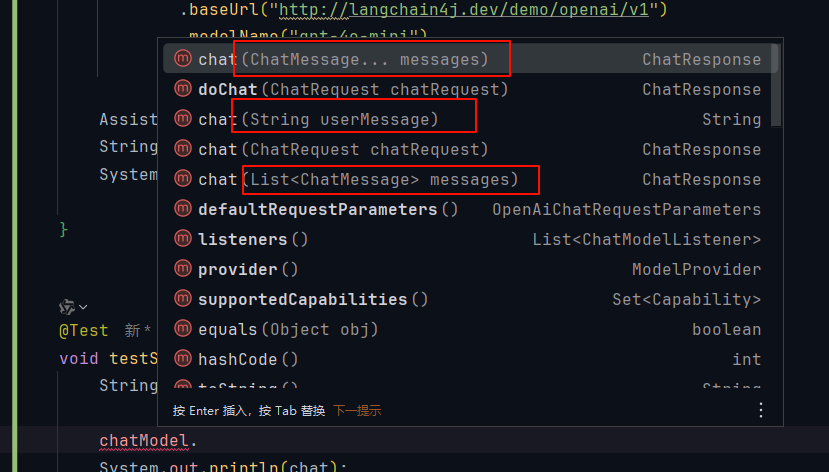 .baseUrl("http://langchain4j.dev/demo/openai/v1")
.modelName("gpt-4o-mini")
chat(ChatMessage... messages) ChatResponse
doChat(ChatRequest chatRequest) ChatResponse
Assist
chat(String userMessage) String
String
chat(ChatRequest chatRequest) ChatResponse
System
chat(List<ChatMessage> messages) ChatResponse
defaultRequestParameters() OpenAiChatRequestParameters
}
listeners() List<ChatModelListener>
provider() ModelProvider
supportedCapabilities() Set<Capability>
@Test 新*
equals(Object obj) boolean
void testS
hashCode() int
String
toString() String
按 Enter 插入，按 Tab 替换 下一提示
chatModel.
System.out.println(chat);